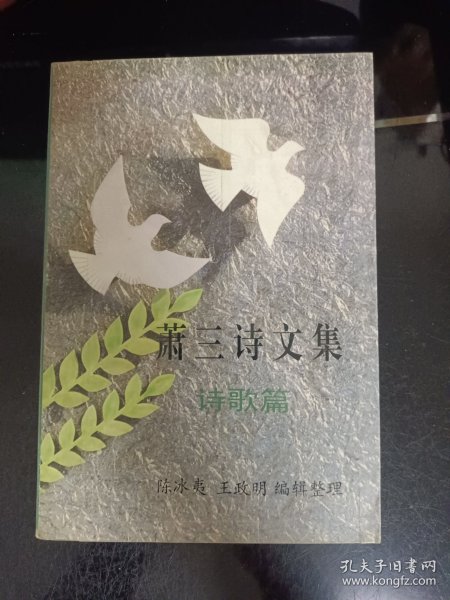 萧三诗文集
诗歌篇
陈冰夷 王政明 编辑整理
孔夫子旧书网
www.kongfz.com